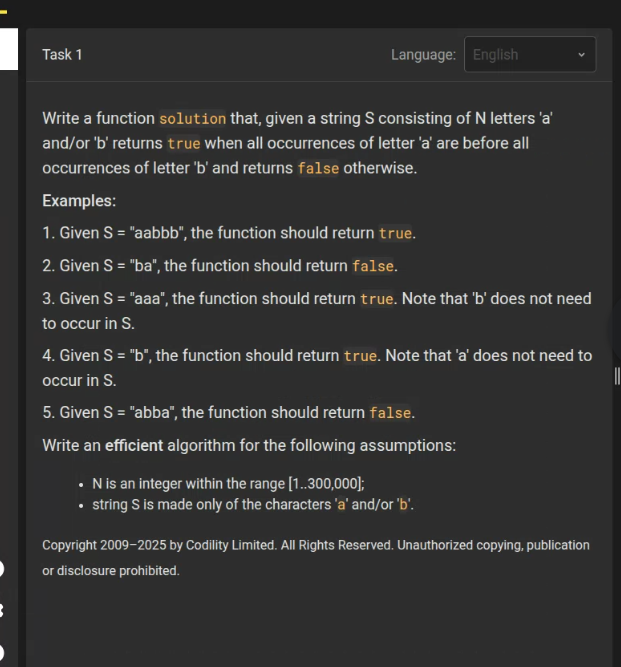 Task 1
Language: English
Write a function solution that, given a string S consisting of N letters 'a'
and/or 'b' returns true when all occurrences of letter 'a' are before all
occurrences of letter 'b' and returns false otherwise.
Examples:
1. Given S = "aabbb", the function should return true.
2. Given S = "ba", the function should return false.
3. Given S = "aaa", the function should return true. Note that 'b' does not need
to occur in S.
4. Given S = "b", the function should return true. Note that 'a' does not need to
occur in S.
5. Given S = "abba", the function should return false.
Write an efficient algorithm for the following assumptions:
• N is an integer within the range [1..300,000];
• string S is made only of the characters 'a' and/or 'b'.
Copyright 2009–2025 by Codility Limited. All Rights Reserved. Unauthorized copying, publication
or disclosure prohibited.